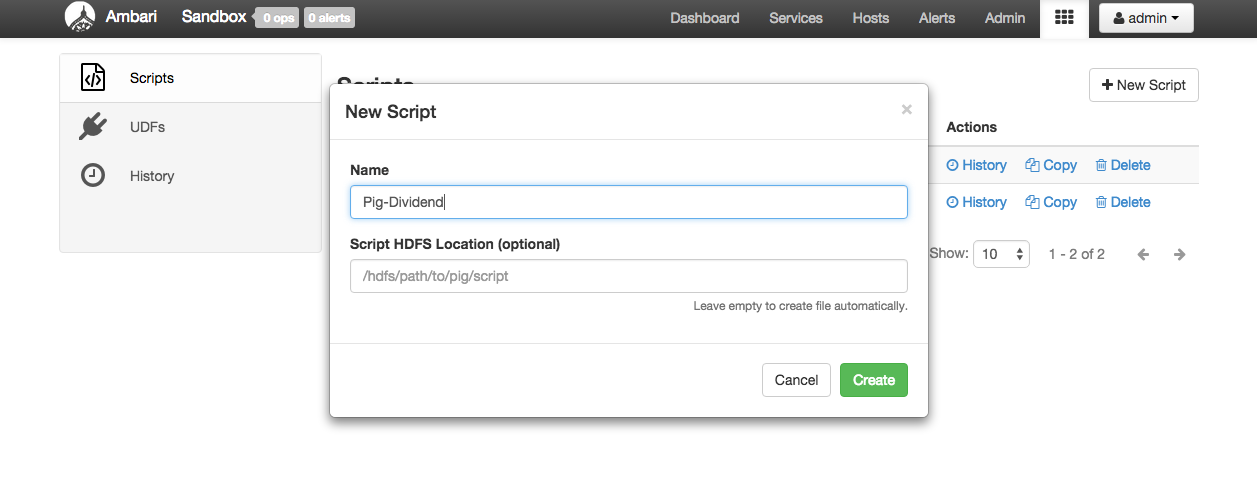 Ambari Sandbox 0 ops 0 alerts Dashboard Services Hosts Alerts Admin admin
Scripts
UDFs
History
Scripts
+ New Script
New Script ×
Name
Pig-Dividend
Script HDFS Location (optional)
/hdfs/path/to/pig/script
Leave empty to create file automatically.
Cancel Create
Actions
History Copy Delete
History Copy Delete
Show: 10 1 - 2 of 2